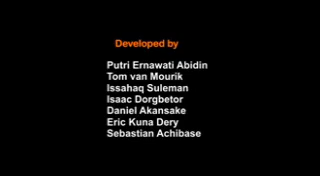 Developed by
Putri Ernawati Abidin
Tom van Mourik
Issahaq Suleman
Isaac Dorgbetor
Daniel Akansake
Eric Kuna Dery
Sebastian Achibase